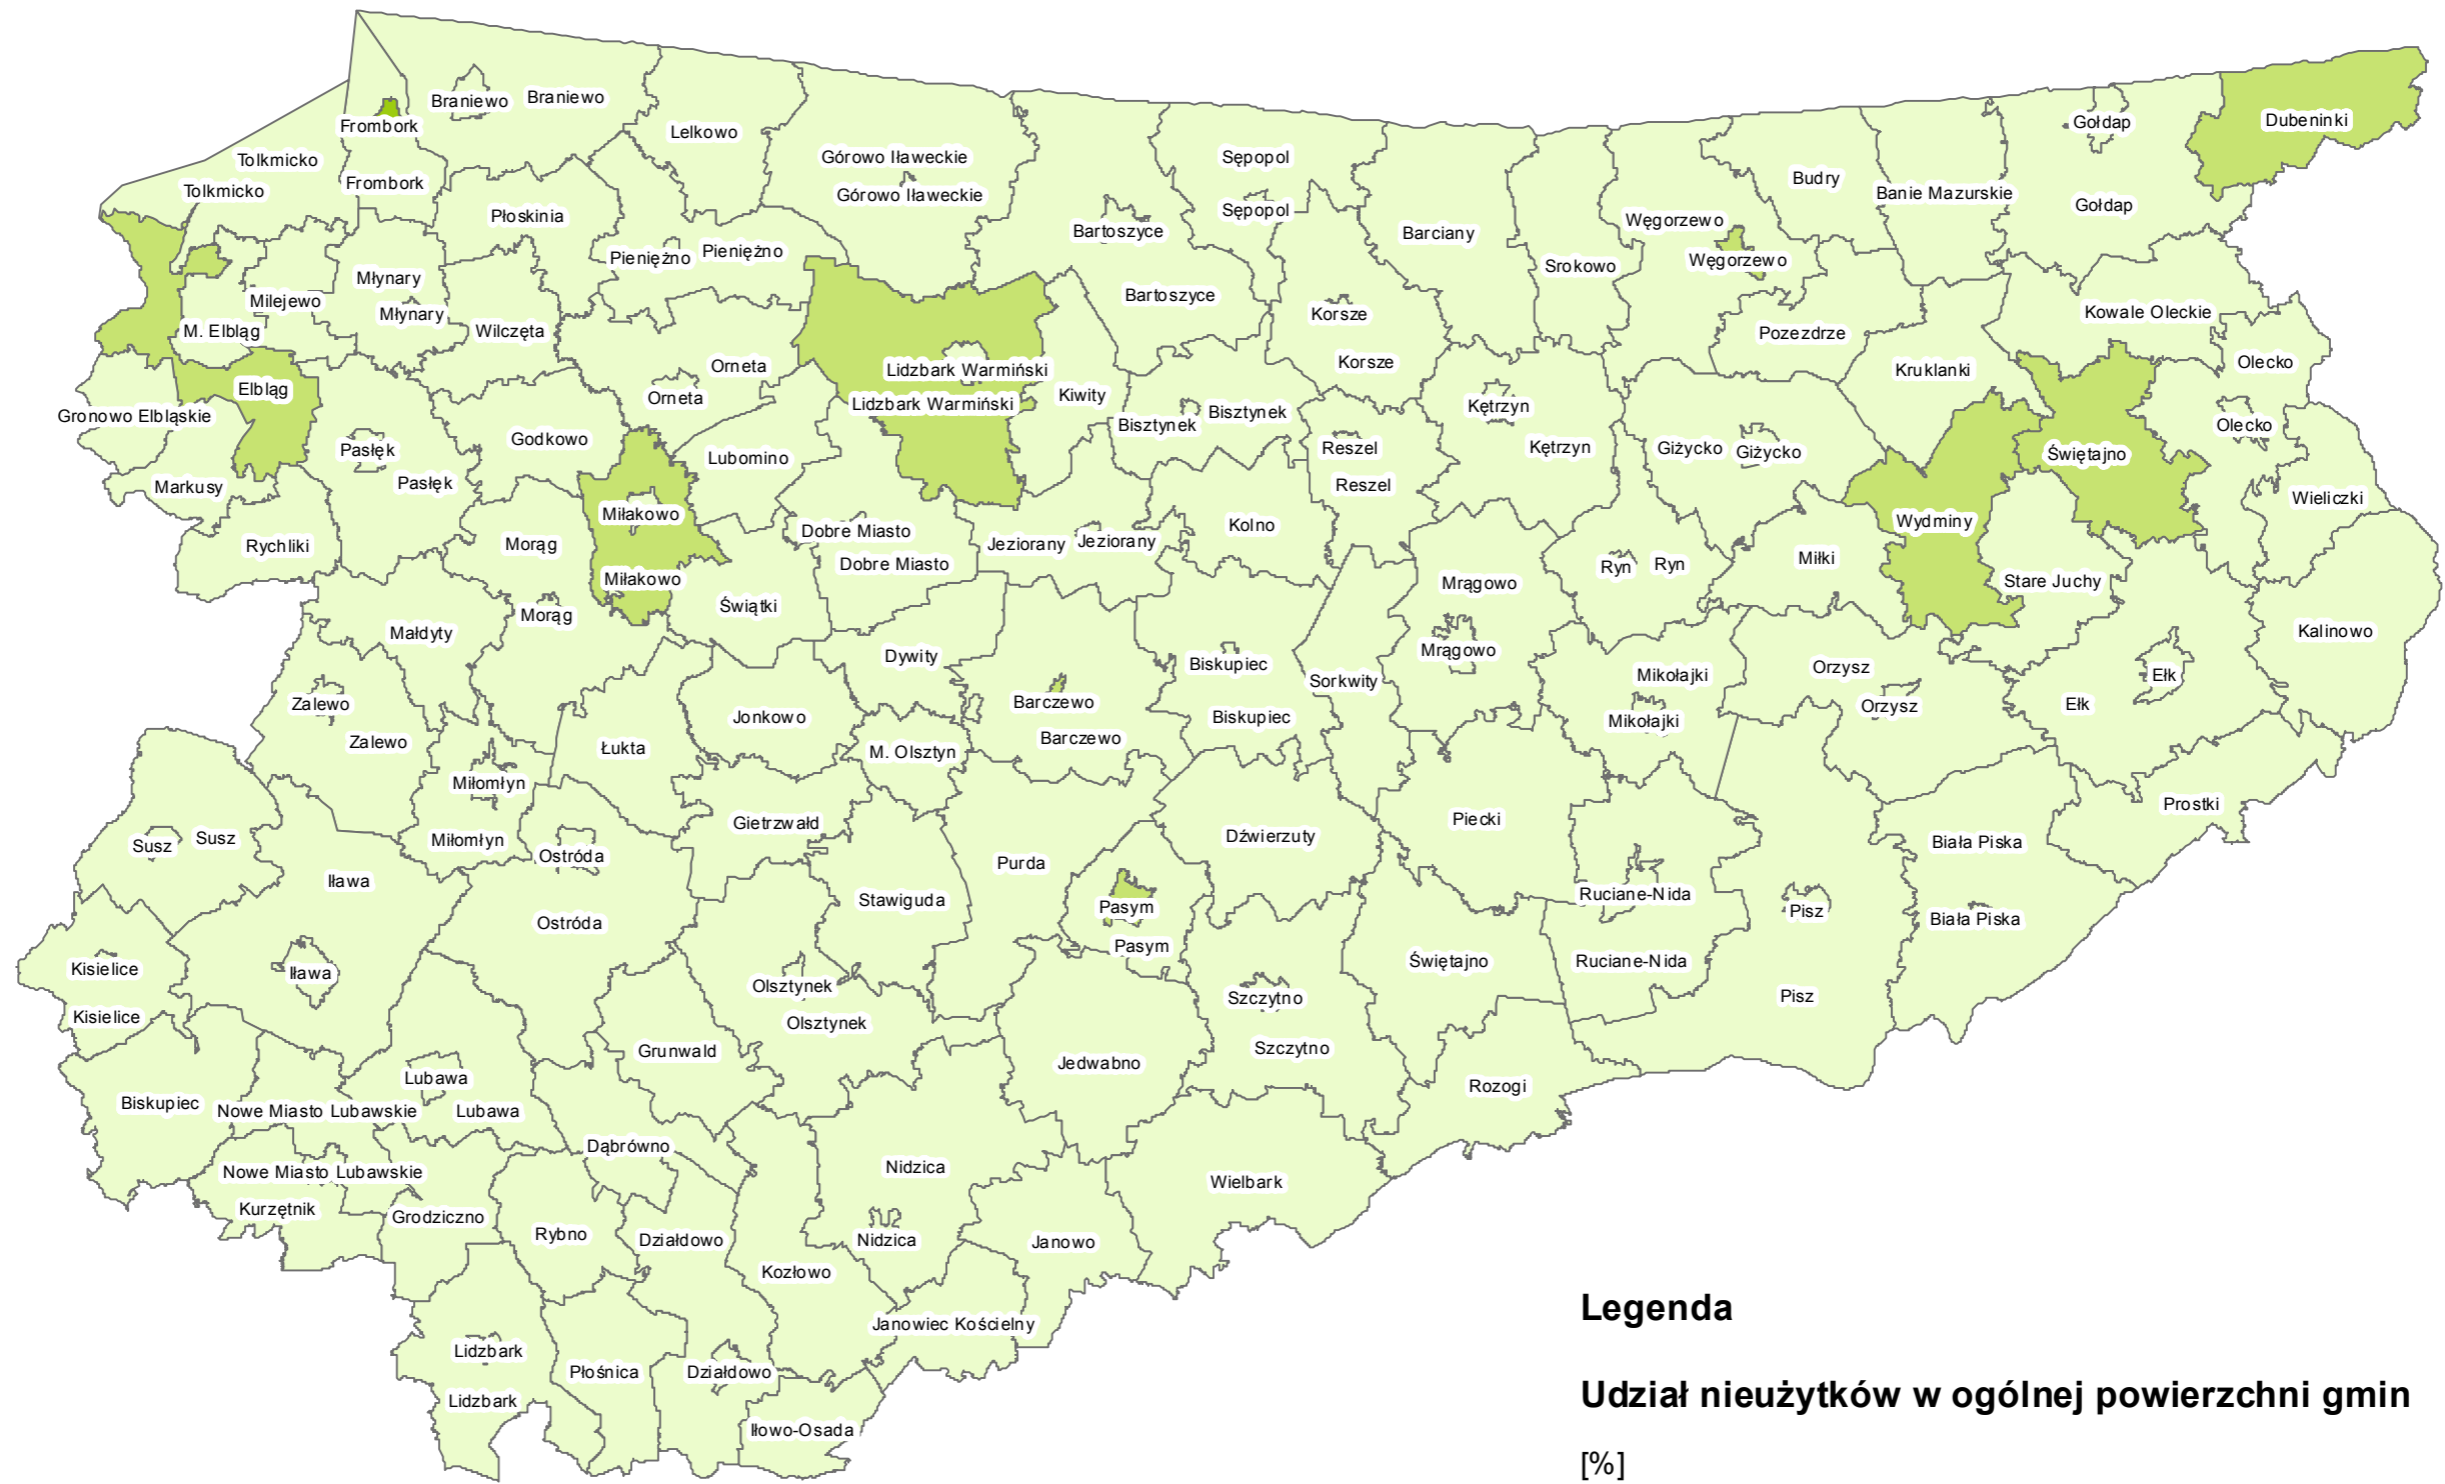 Braniewo
Braniewo
Frombork
Lelkowo
Gołdap
Dubeninki
Tolkmicko
Górowo Iławeckie
Sępopol
Tolkmicko
Frombork
Górowo Iławeckie
Budry
Banie Mazurskie
Płoskinia
Sępopol
Węgorzewo
Gołdap
Bartoszyce
Barciany
Pieniężno
Pieniężno
Węgorzewo
Srokowo
Młynary
Milejewo
Młynary
Bartoszyce
Korsze
Kowale Oleckie
M. Elbląg
Wilczęta
Pozezdrze
Orneta
Lidzbark Warmiński
Korsze
Kruklanki
Olecko
Elbląg
Orneta
Lidzbark Warmiński
Kiwity
Kętrzyn
Gronowo Elbląskie
Bisztynek
Bisztynek
Olecko
Godkowo
Pasłęk
Lubomino
Reszel
Kętrzyn
Giżycko
Giżycko
Świętajno
Markusy
Pasłęk
Reszel
Wieliczki
Miłakowo
Kolno
Wydminy
Rychliki
Morąg
Dobre Miasto
Jeziorany
Jeziorany
Dobre Miasto
Miłakowo
Mrągowo
Ryn
Ryn
Miłki
Stare Juchy
Morąg
Świątki
Małdyty
Kalinowo
Dywity
Biskupiec
Mrągowo
Sorkwity
Mikołajki
Orzysz
Ełk
Zalewo
Barczewo
Jonkowo
Biskupiec
Mikołajki
Orzysz
Ełk
Zalewo
Łukta
M. Olsztyn
Barczewo
Miłomłyn
Prostki
Susz
Susz
Miłomłyn
Gietrzwałd
Dźwierzuty
Piecki
Biała Piska
Ostróda
Purda
Iława
Stawiguda
Pasym
Ruciane-Nida
Pisz
Biała Piska
Ostróda
Pasym
Kisielice
Iława
Świętajno
Ruciane-Nida
Olsztynek
Szczytno
Pisz
Kisielice
Olsztynek
Grunwald
Szczytno
Jedwabno
Lubawa
Rozogi
Biskupiec
Nowe Miasto Lubawskie
Lubawa
Dąbrówno
Nowe Miasto Lubawskie
Nidzica
Wielbark
Kurzętnik
Grodziczno
Rybno
Działdowo
Nidzica
Janowo
Kozłowo
Janowiec Kościelny
Lidzbark
Płośnica
Działdowo
Lidzbark
Iłowo-Osada
Legenda
Udział nieużytków w ogólnej powierzchni gmin
[%]